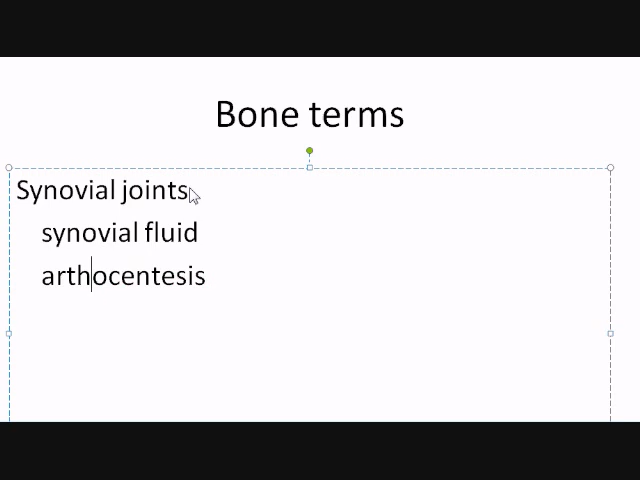 Bone terms
Synovial joints
synovial fluid
arthocentesis